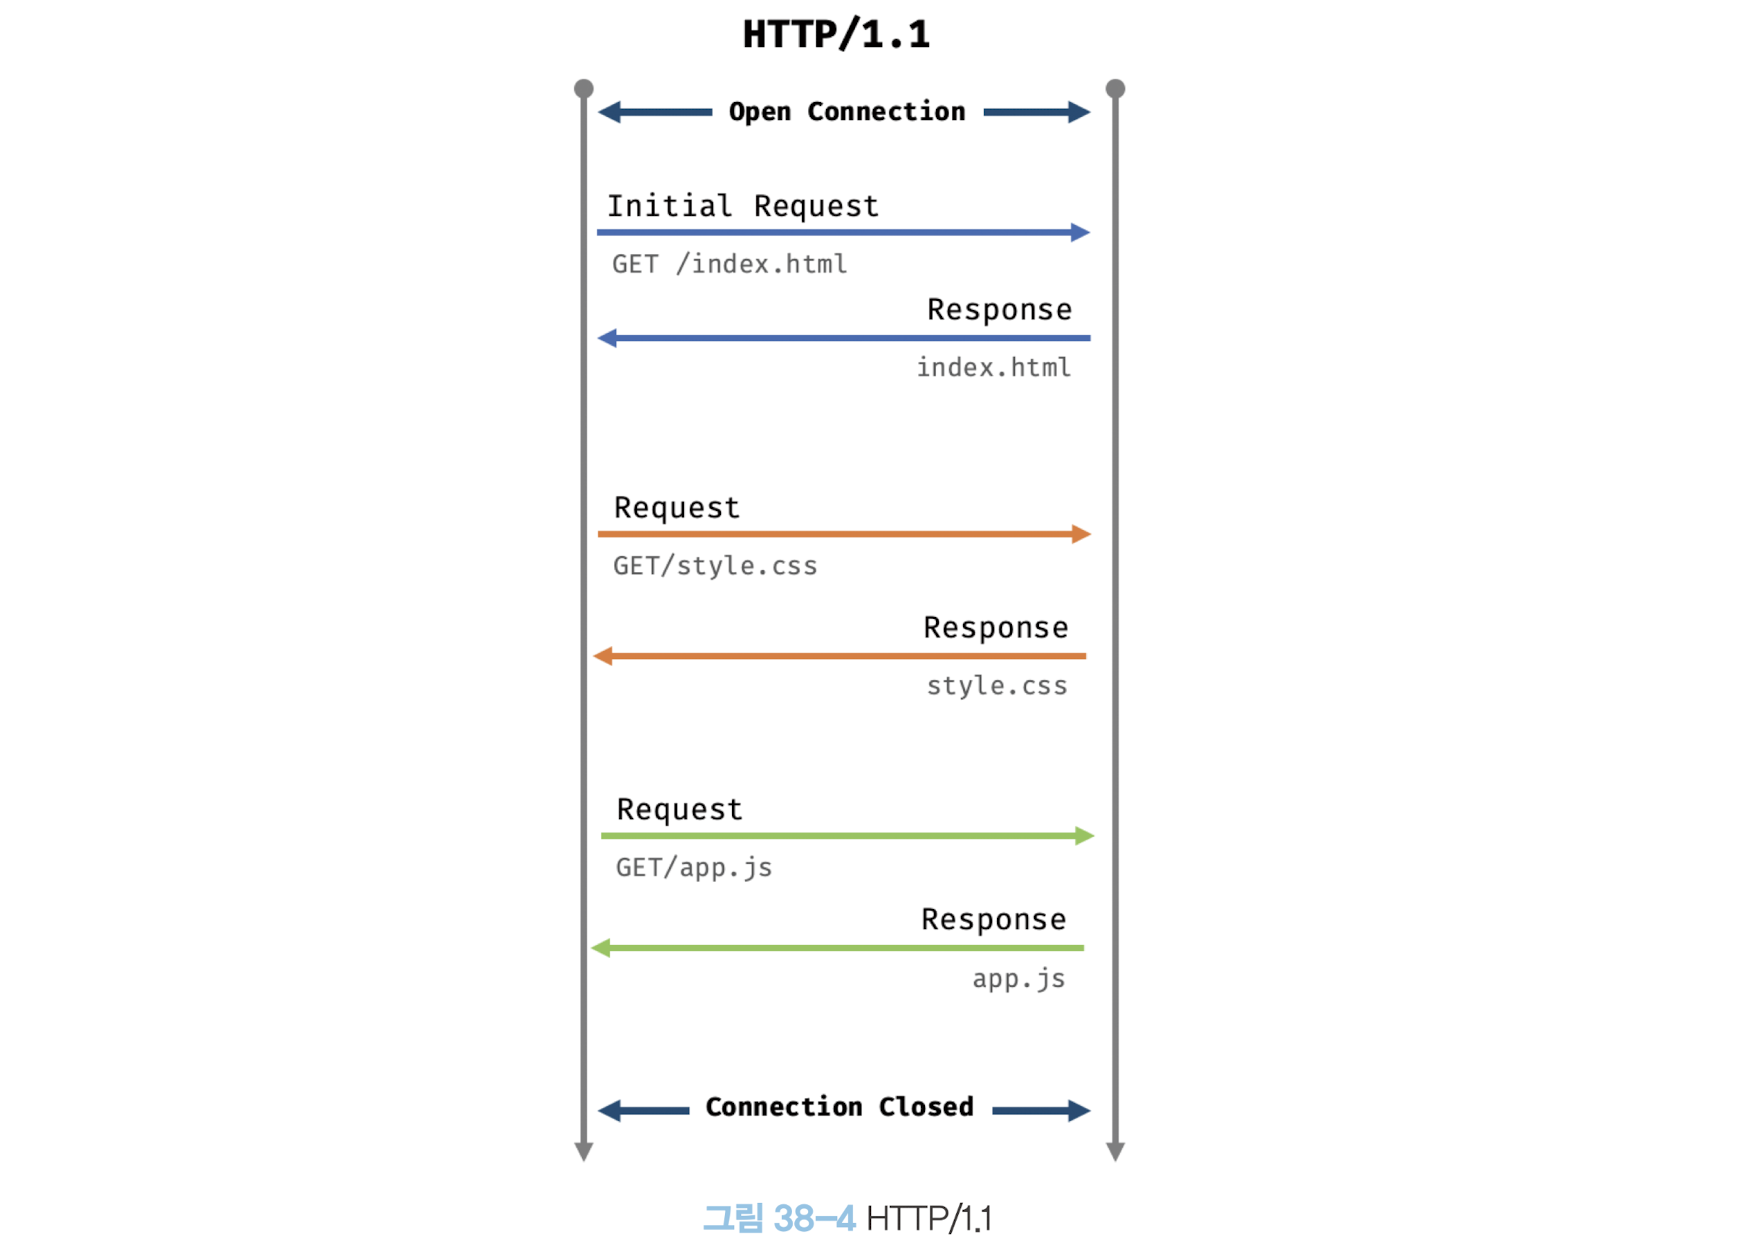 HTTP/1.1
Open Connection
Initial Request
GET /index.html
Response
index.html
Request
GET/style.css
Response
style.css
Request
GET/app.js
Response
app.js
Connection Closed
그림 38-4 HTTP/1.1